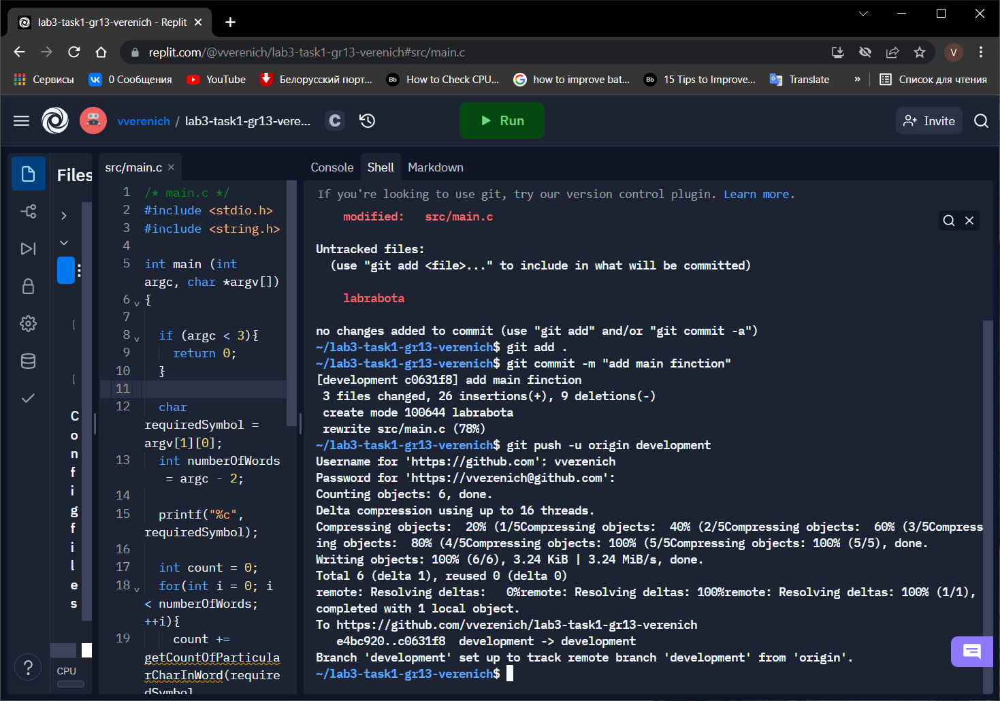 lab3-task1-gr13-verenich - Replit
replit.com/@vverenich/lab3-task1-gr13-verenich#src/main.c
V
Сервисы
0 Сообщения
YouTube
Белорусский порт...
Bb
How to Check CPU...
how to improve bat...
Bb
15 Tips to Improve...
Translate
»
Список для чтения
vverenich / lab3-task1-gr13-vere...
C
Run
Invite
Files
src/main.c
Console
Shell
Markdown
1 /* main.c */
2 #include <stdio.h>
3 #include <string.h>
4
5 int main (int
argc, char *argv[])
6 {
7
8 if (argc < 3){
9 return 0;
10 }
11
12 char
requiredSymbol =
argv[1][0];
13 int numberOfWords
= argc - 2;
14
15 printf("%c",
requiredSymbol);
16
17 int count = 0;
18 for(int i = 0; i
< numberOfWords;
++i){
19 count +=
getCountOfParticula
rCharInWord(require
dSymbol
Config files
CPU
?
If you're looking to use git, try our version control plugin. Learn more.
modified: src/main.c
Untracked files:
(use "git add <file>..." to include in what will be committed)
labrabota
no changes added to commit (use "git add" and/or "git commit -a")
~/lab3-task1-gr13-verenich$ git add .
~/lab3-task1-gr13-verenich$ git commit -m "add main finction"
[development c0631f8] add main finction
3 files changed, 26 insertions(+), 9 deletions(-)
create mode 100644 labrabota
rewrite src/main.c (78%)
~/lab3-task1-gr13-verenich$ git push -u origin development
Username for 'https://github.com': vverenich
Password for 'https://vverenich@github.com':
Counting objects: 6, done.
Delta compression using up to 16 threads.
Compressing objects:  20% (1/5Compressing objects:  40% (2/5Compressing objects:  60% (3/5Compress
ing objects:  80% (4/5Compressing objects: 100% (5/5Compressing objects: 100% (5/5), done.
Writing objects: 100% (6/6), 3.24 KiB | 3.24 MiB/s, done.
Total 6 (delta 1), reused 0 (delta 0)
remote: Resolving deltas:   0%remote: Resolving deltas: 100%remote: Resolving deltas: 100% (1/1),
completed with 1 local object.
To https://github.com/vverenich/lab3-task1-gr13-verenich
e4bc920..c0631f8  development -> development
Branch 'development' set up to track remote branch 'development' from 'origin'.
~/lab3-task1-gr13-verenich$